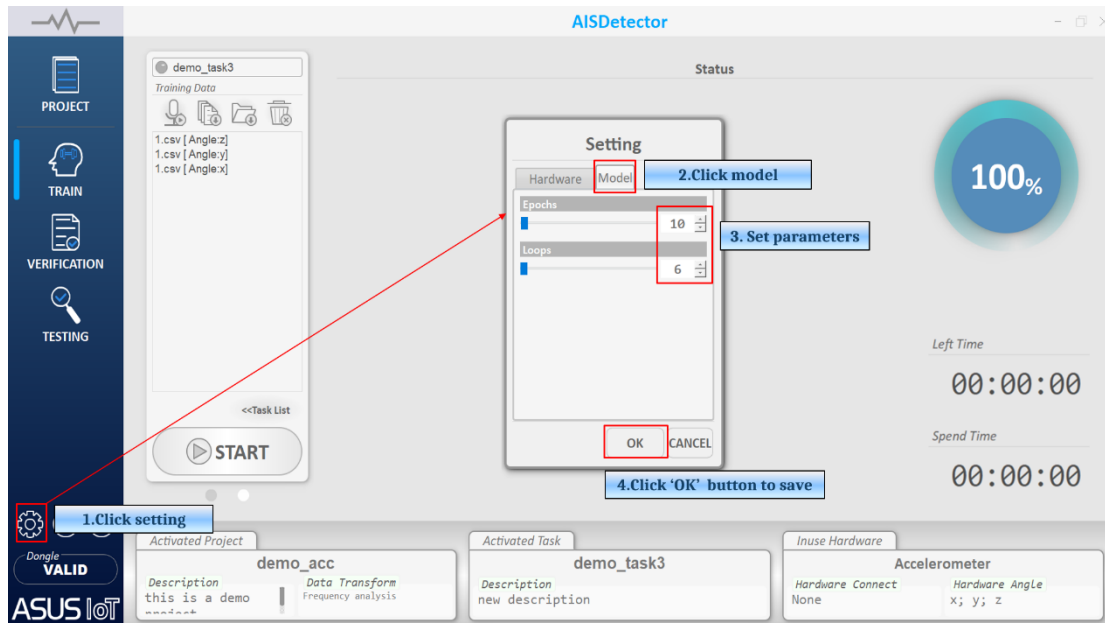 AISDetector
PROJECT
TRAIN
VERIFICATION
TESTING
demo_task3
Training Data
1.csv [ Angle:z]
1.csv [ Angle:y]
1.csv [ Angle:x]
<<Task List
START
Status
Setting
Hardware
Model
2.Click model
Epochs
10
3. Set parameters
Loops
6
OK
CANCEL
4.Click ‘OK’ button to save
100%
Left Time
00:00:00
Spend Time
00:00:00
1.Click setting
Dongle
VALID
ASUS IoT
Activated Project
demo_acc
Description
this is a demo
Data Transform
Frequency analysis
Activated Task
demo_task3
Description
new description
Inuse Hardware
Accelerometer
Hardware Connect
None
Hardware Angle
x; y; z